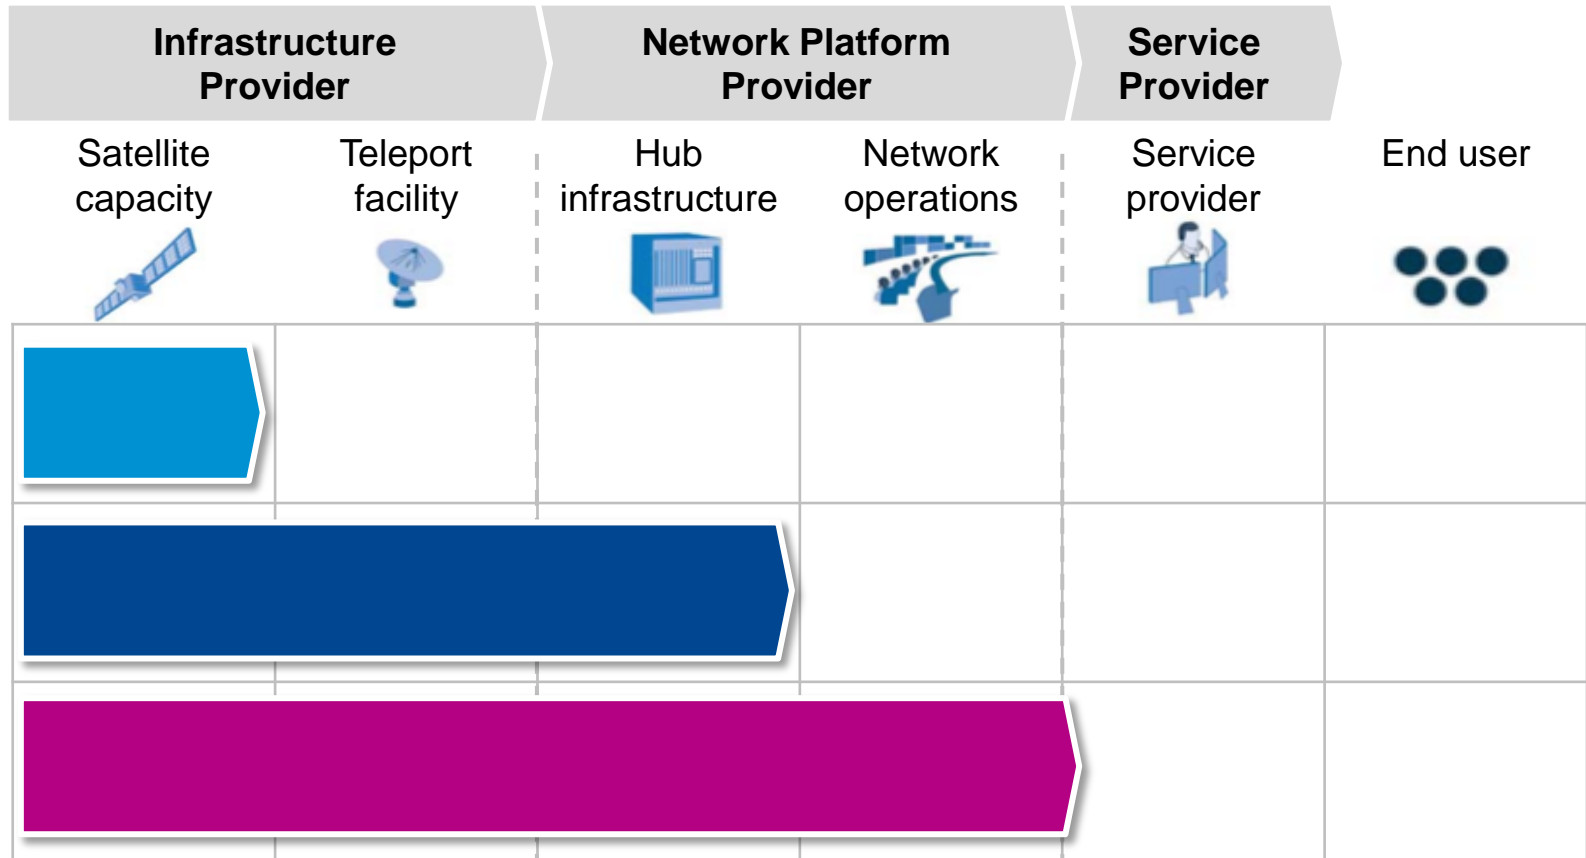 Infrastructure
Provider
Network Platform
Provider
Service
Provider
Satellite
capacity
Teleport
facility
Hub
infrastructure
Network
operations
Service
provider
End user